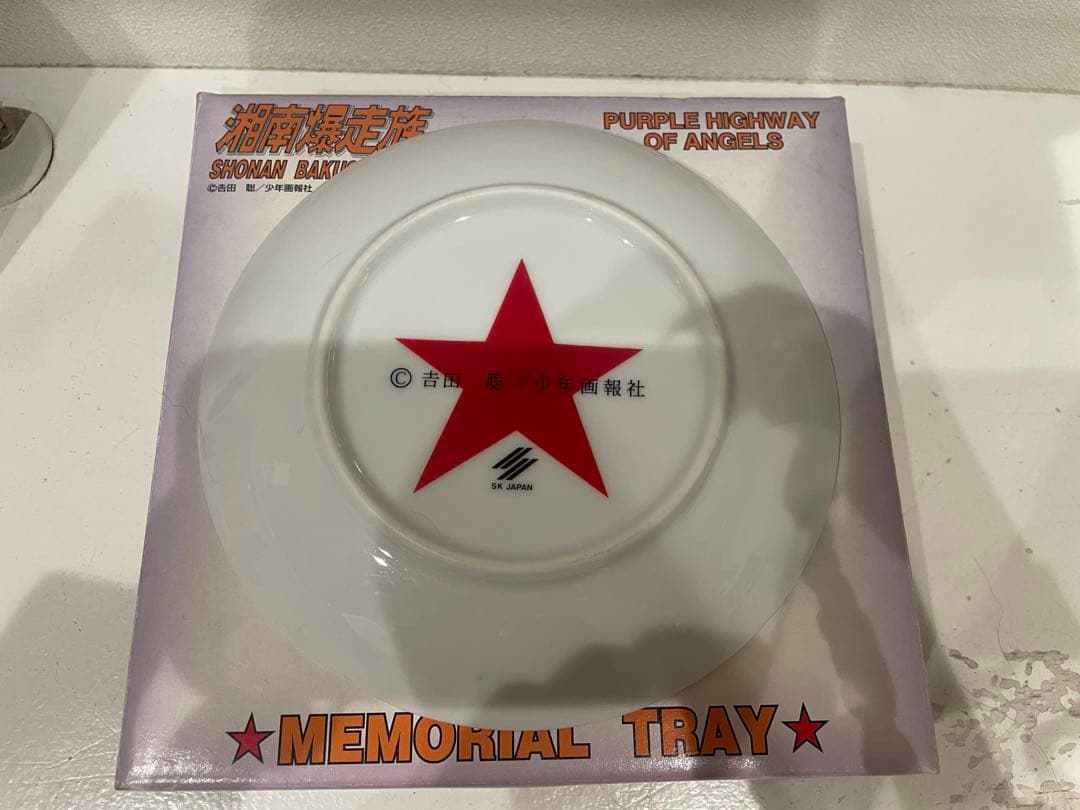 湘南爆走族
PURPLE HIGHWAY
OF ANGELS
SHONAN BAKUS
©吉田 聡/少年画報社
© 吉田 聡/少年画報社
SK JAPAN
★MEMORIAL TRAY★